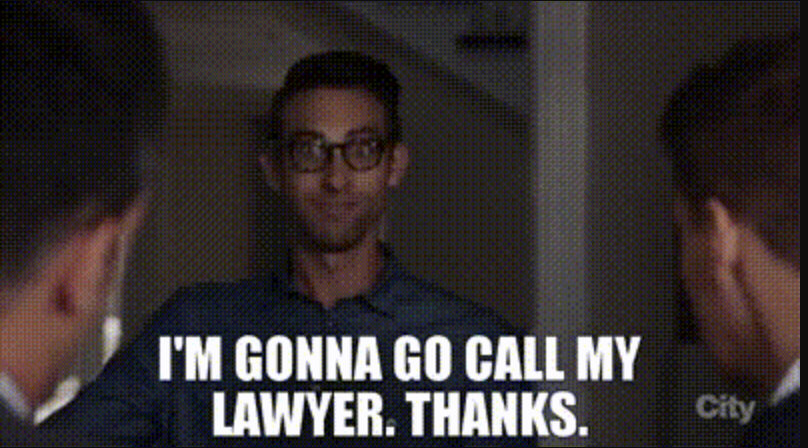 I'M GONNA GO CALL MY
LAWYER. THANKS.
City